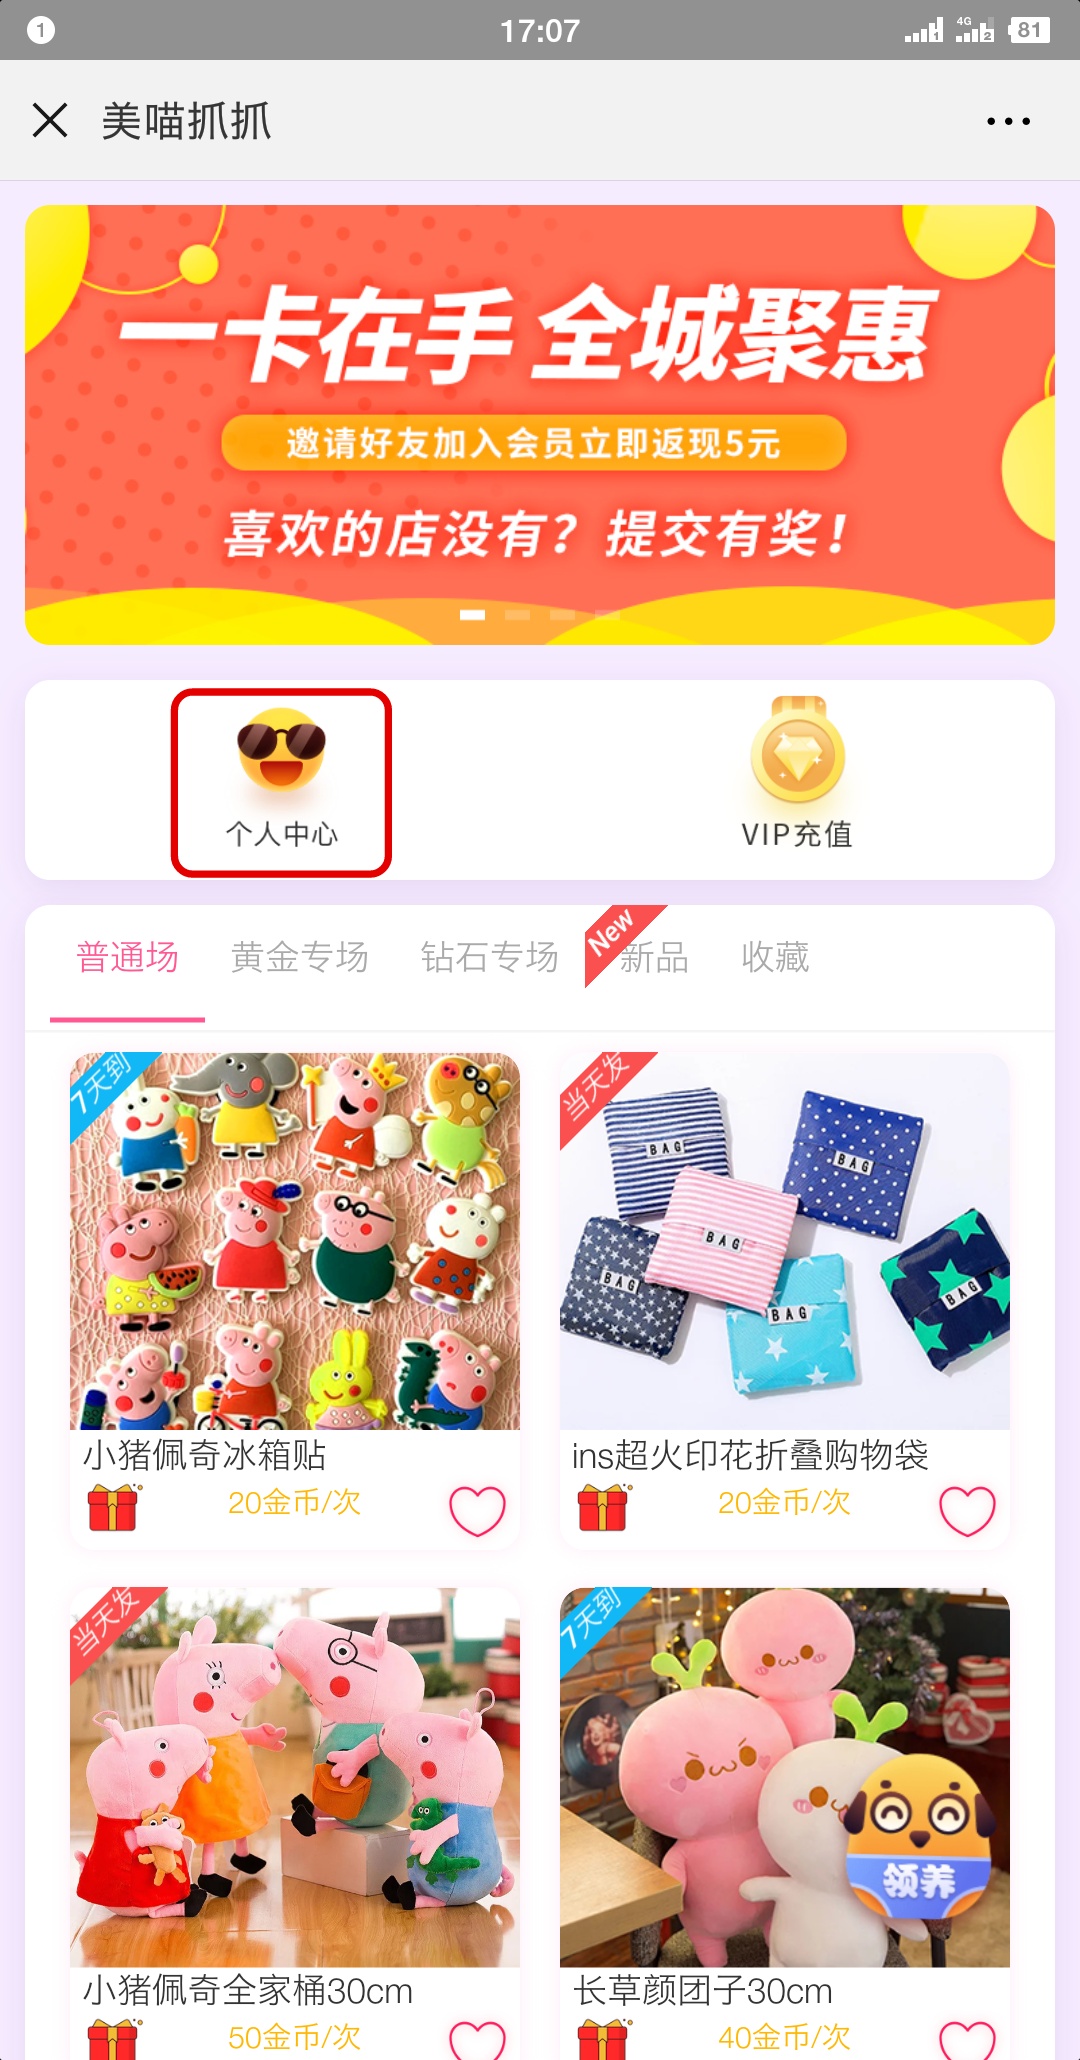 1
17:07
1
4G
2
81
美喵抓抓
一卡在手 全城聚惠
邀请好友加入会员立即返现5元
喜欢的店没有？提交有奖！
个人中心
VIP充值
普通场
黄金专场
钻石专场
New
新品
收藏
7天到
当天发
BAG
BAG
BAG
BAG
BAG
BAG
小猪佩奇冰箱贴
ins超火印花折叠购物袋
20金币/次
20金币/次
当天发
7天到
领养
小猪佩奇全家桶30cm
长草颜团子30cm
50金币/次
40金币/次